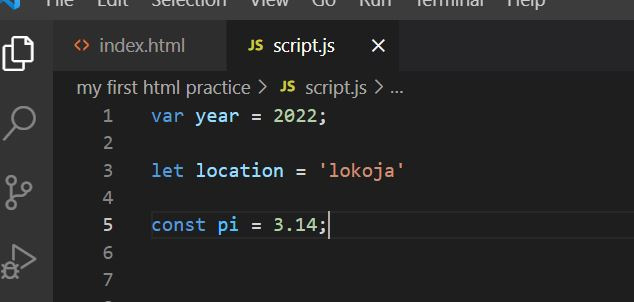 File Edit Selection View Go Run Terminal Help
index.html JS script.js
my first html practice > JS script.js > ...
1 var year = 2022;
2
3 let location = 'lokoja'
4
5 const pi = 3.14;
6
7